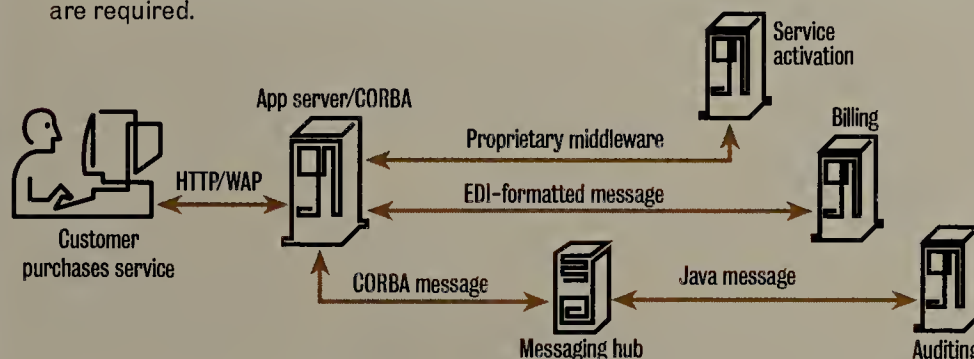 are required.
Service
activation
App server/CORBA
Billing
Proprietary middleware
HTTP/WAP
EDI-formatted message
Customer
purchases service
CORBA message
Java message
Messaging hub
Auditing